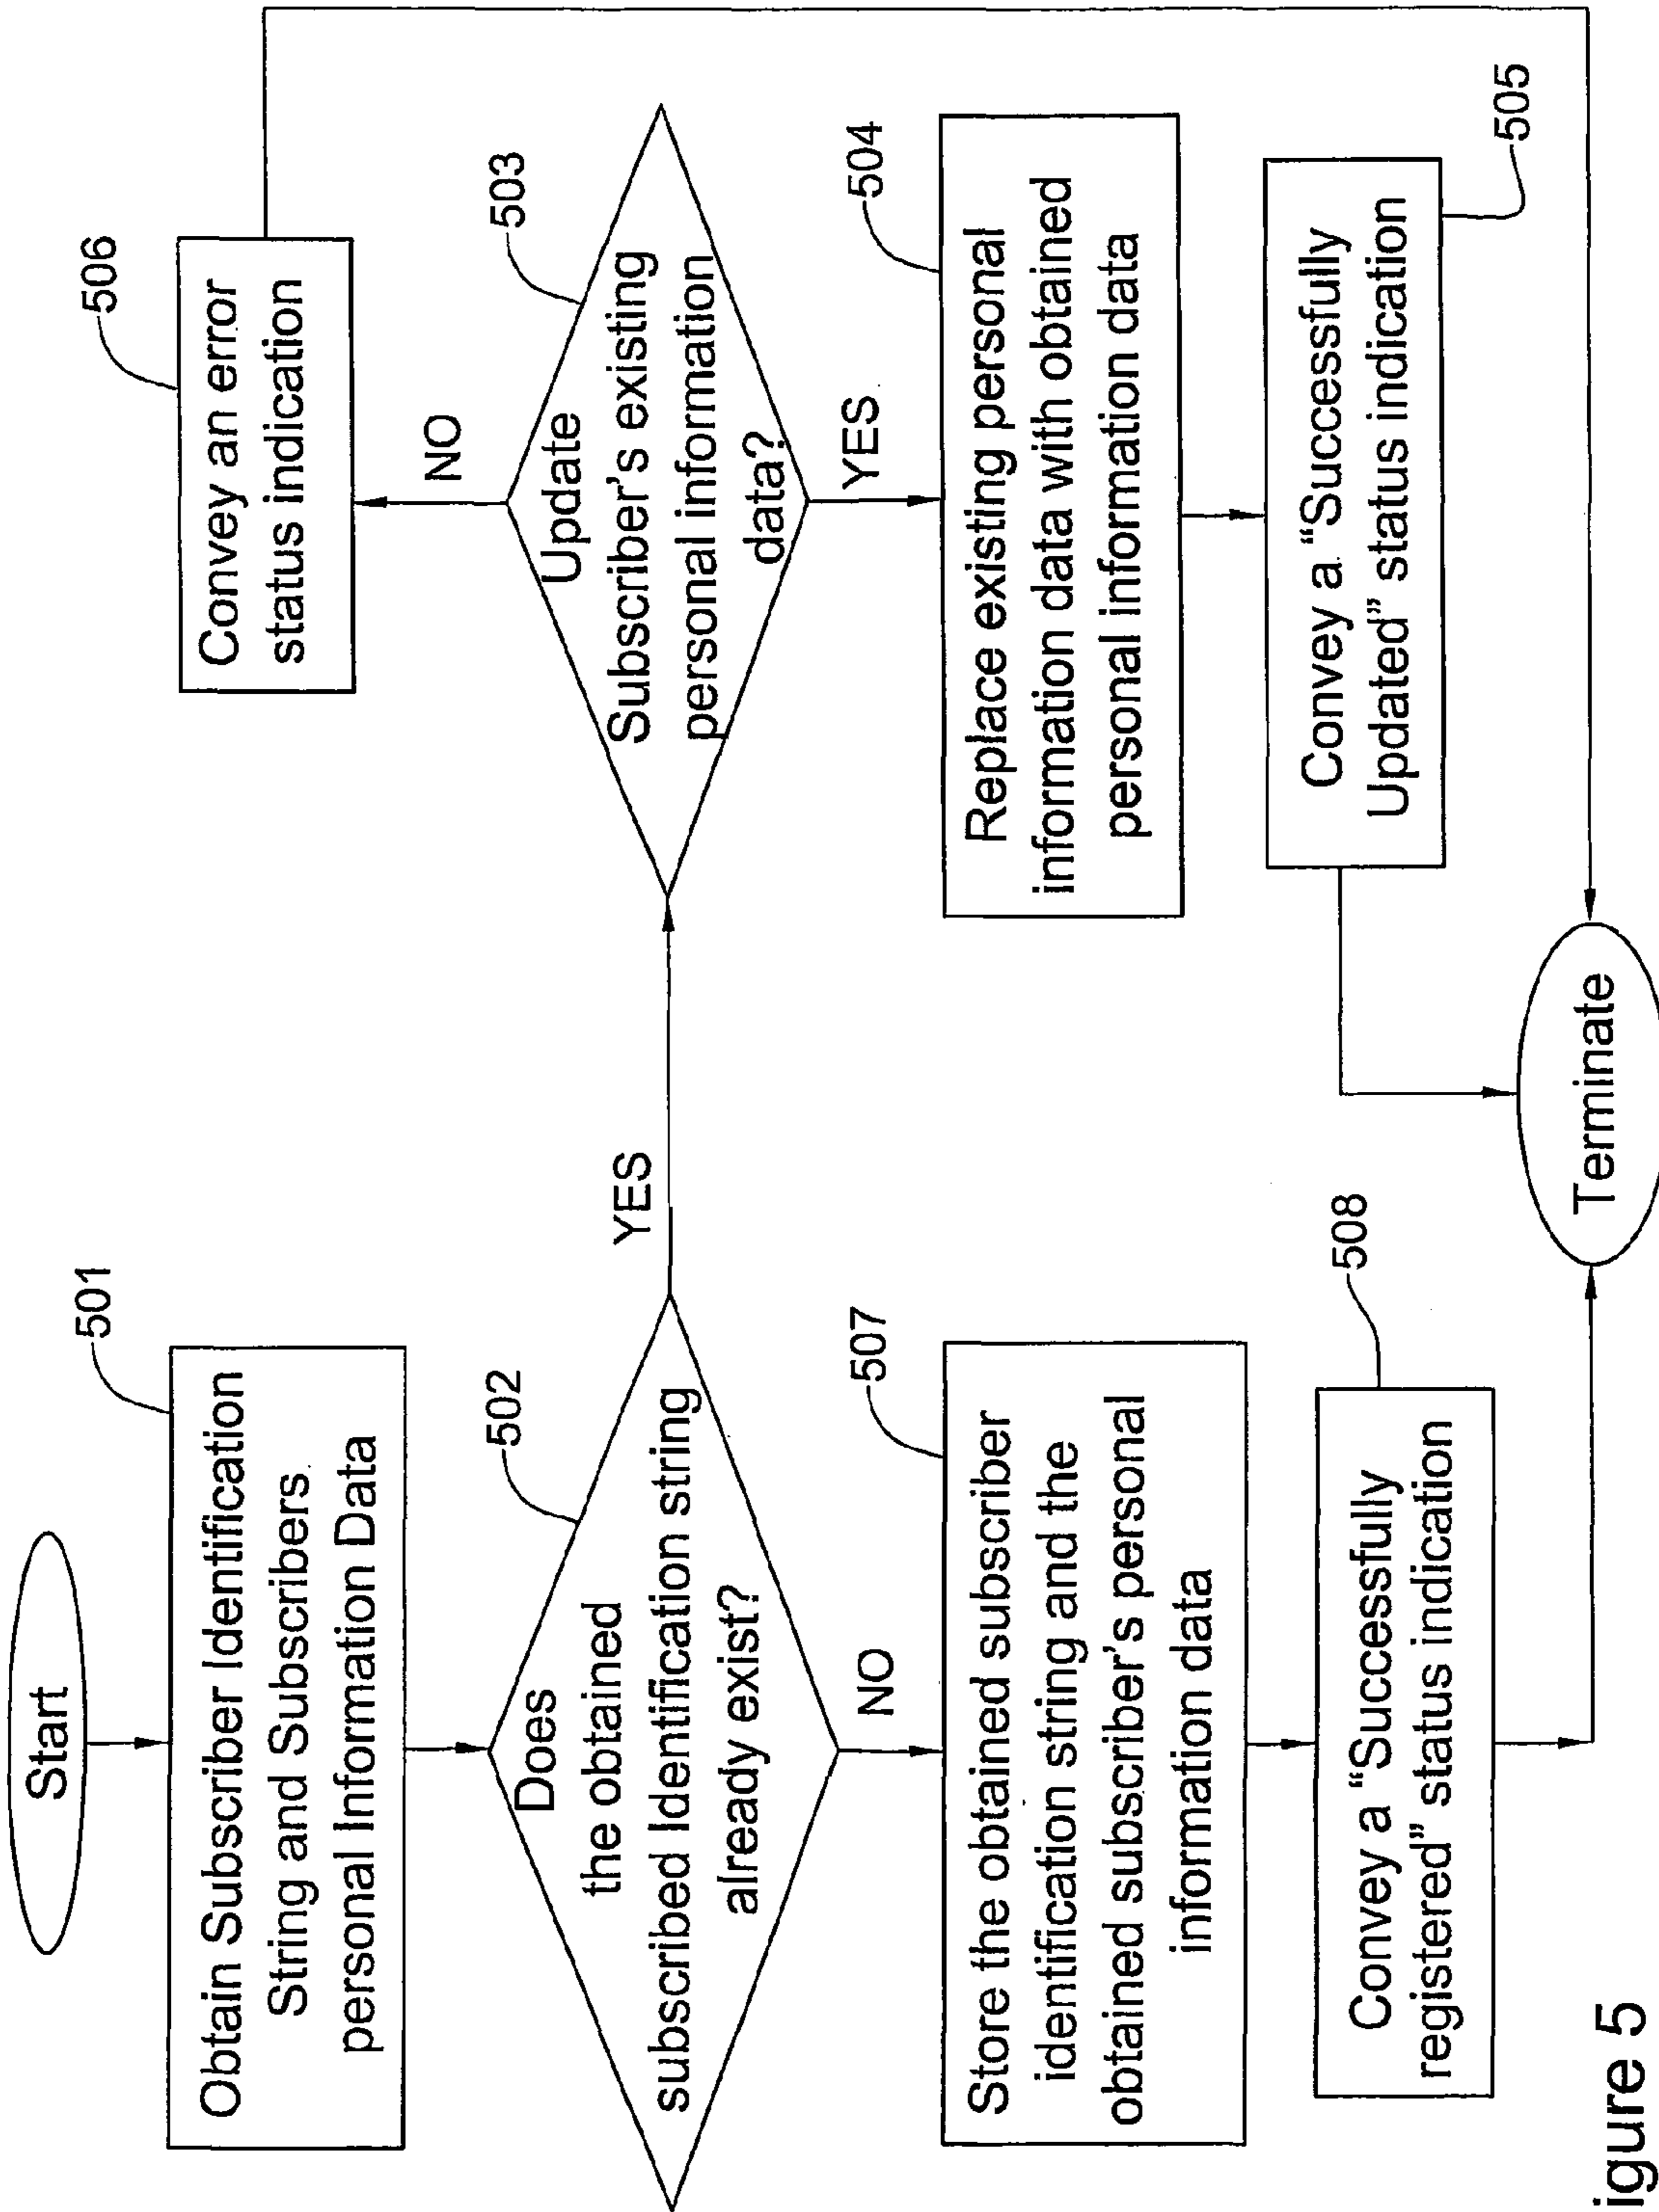 Start
501
Obtain Subscriber Identification
String and Subscribers
personal Information Data
502
Does
the obtained
subscribed Identification string
already exist?
YES
NO
507
Store the obtained subscriber
identification string and the
obtained subscriber's personal
information data
508
Convey a "Successfully
registered" status indication
506
Convey an error
status indication
NO
503
Update
Subscriber's existing
personal information
data?
YES
504
Replace existing personal
information data with obtained
personal information data
505
Convey a "Successfully
Updated" status indication
Terminate
igure 5